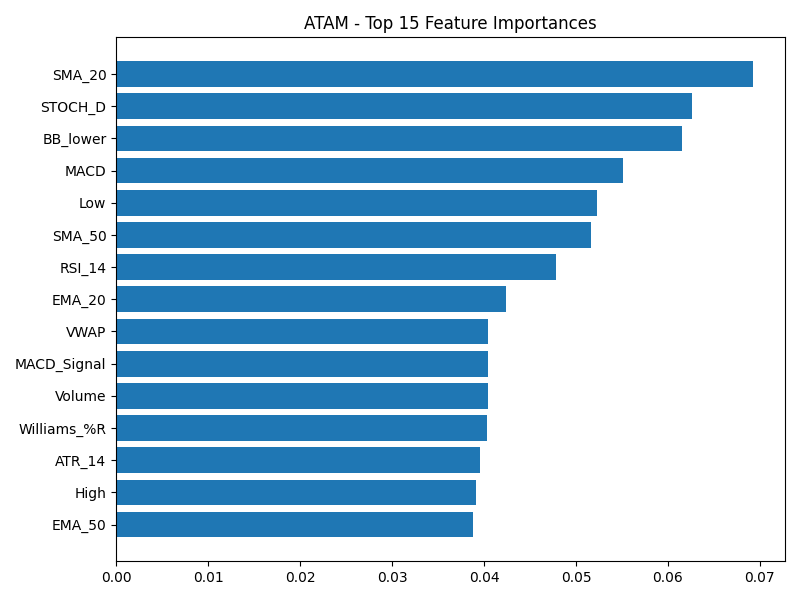 ATAM - Top 15 Feature Importances
SMA_20
STOCH_D
BB_lower
MACD
Low
SMA_50
RSI_14
EMA_20
VWAP
MACD_Signal
Volume
Williams_%R
ATR_14
High
EMA_50
0.00 0.01 0.02 0.03 0.04 0.05 0.06 0.07